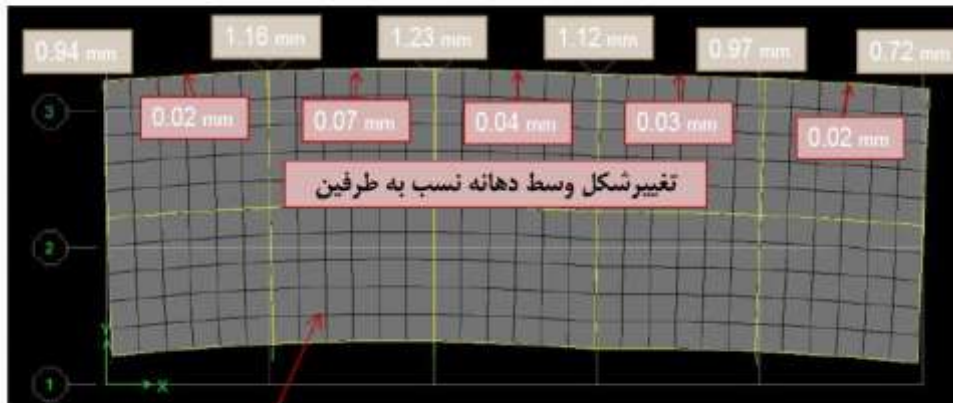 0.94 mm 1.16 mm 1.23 mm 1.12 mm 0.97 mm 0.72 mm
3
0.02 mm 0.07 mm 0.04 mm 0.03 mm 0.02 mm
تغییرشکل وسط دهانه نسب به طرفین
2
Y
X
1